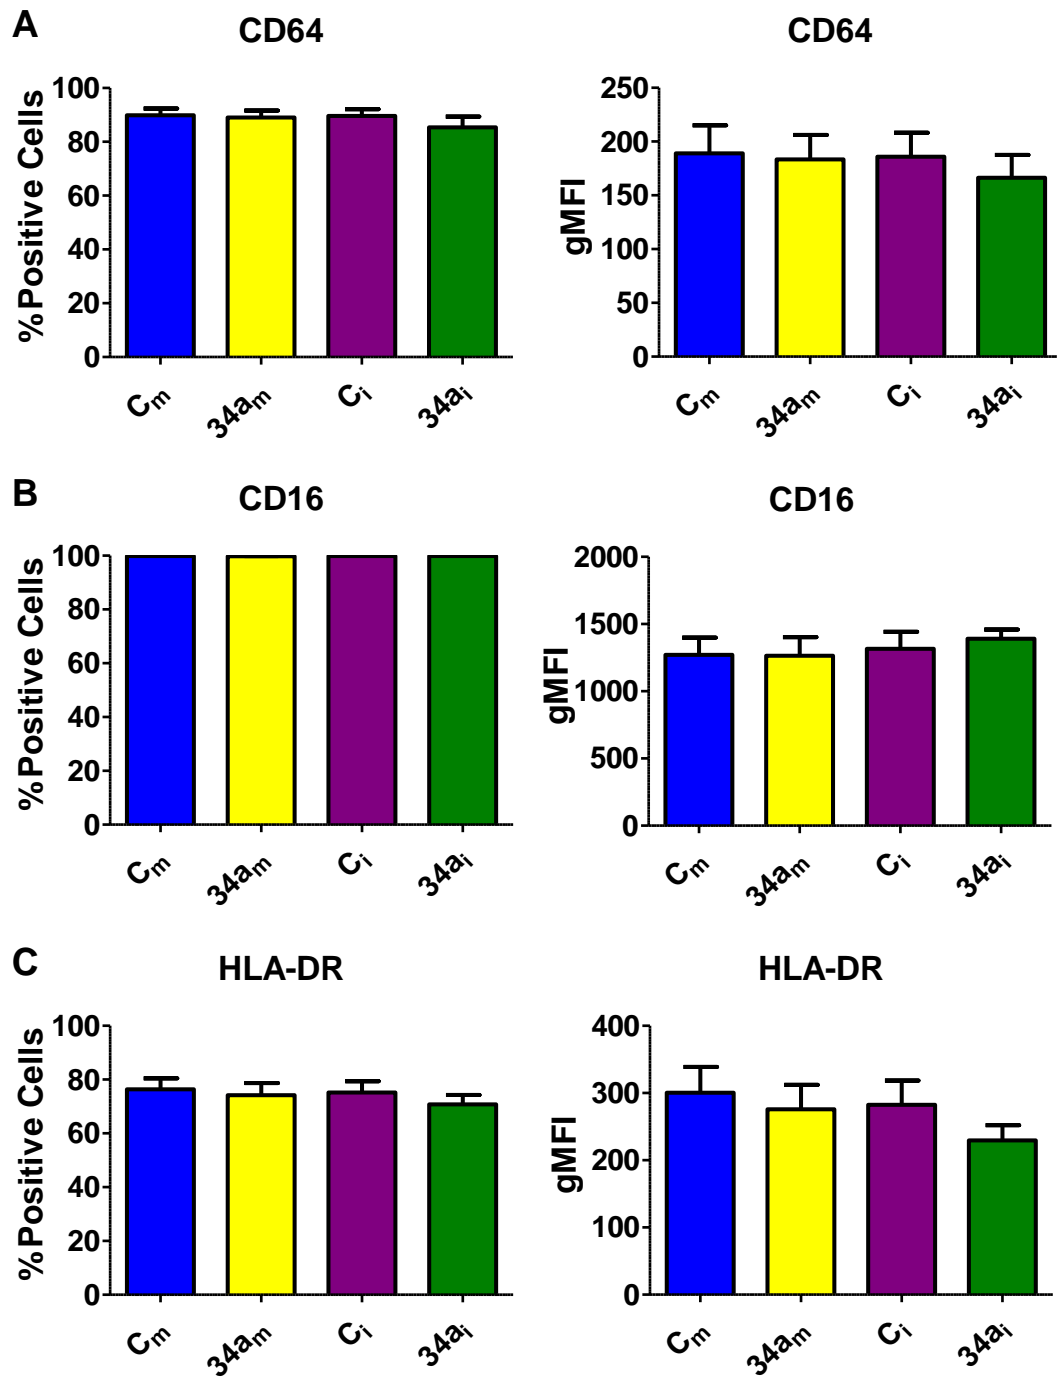 A
CD64
CD64
%Positive Cells
100
80
60
40
20
0
Cm
34am
Ci
34ai
gMFI
250
200
150
100
50
0
Cm
34am
Ci
34ai
B
CD16
CD16
%Positive Cells
100
80
60
40
20
0
Cm
34am
Ci
34ai
gMFI
2000
1500
1000
500
0
Cm
34am
Ci
34ai
C
HLA-DR
HLA-DR
%Positive Cells
100
80
60
40
20
0
Cm
34am
Ci
34ai
gMFI
400
300
200
100
0
Cm
34am
Ci
34ai